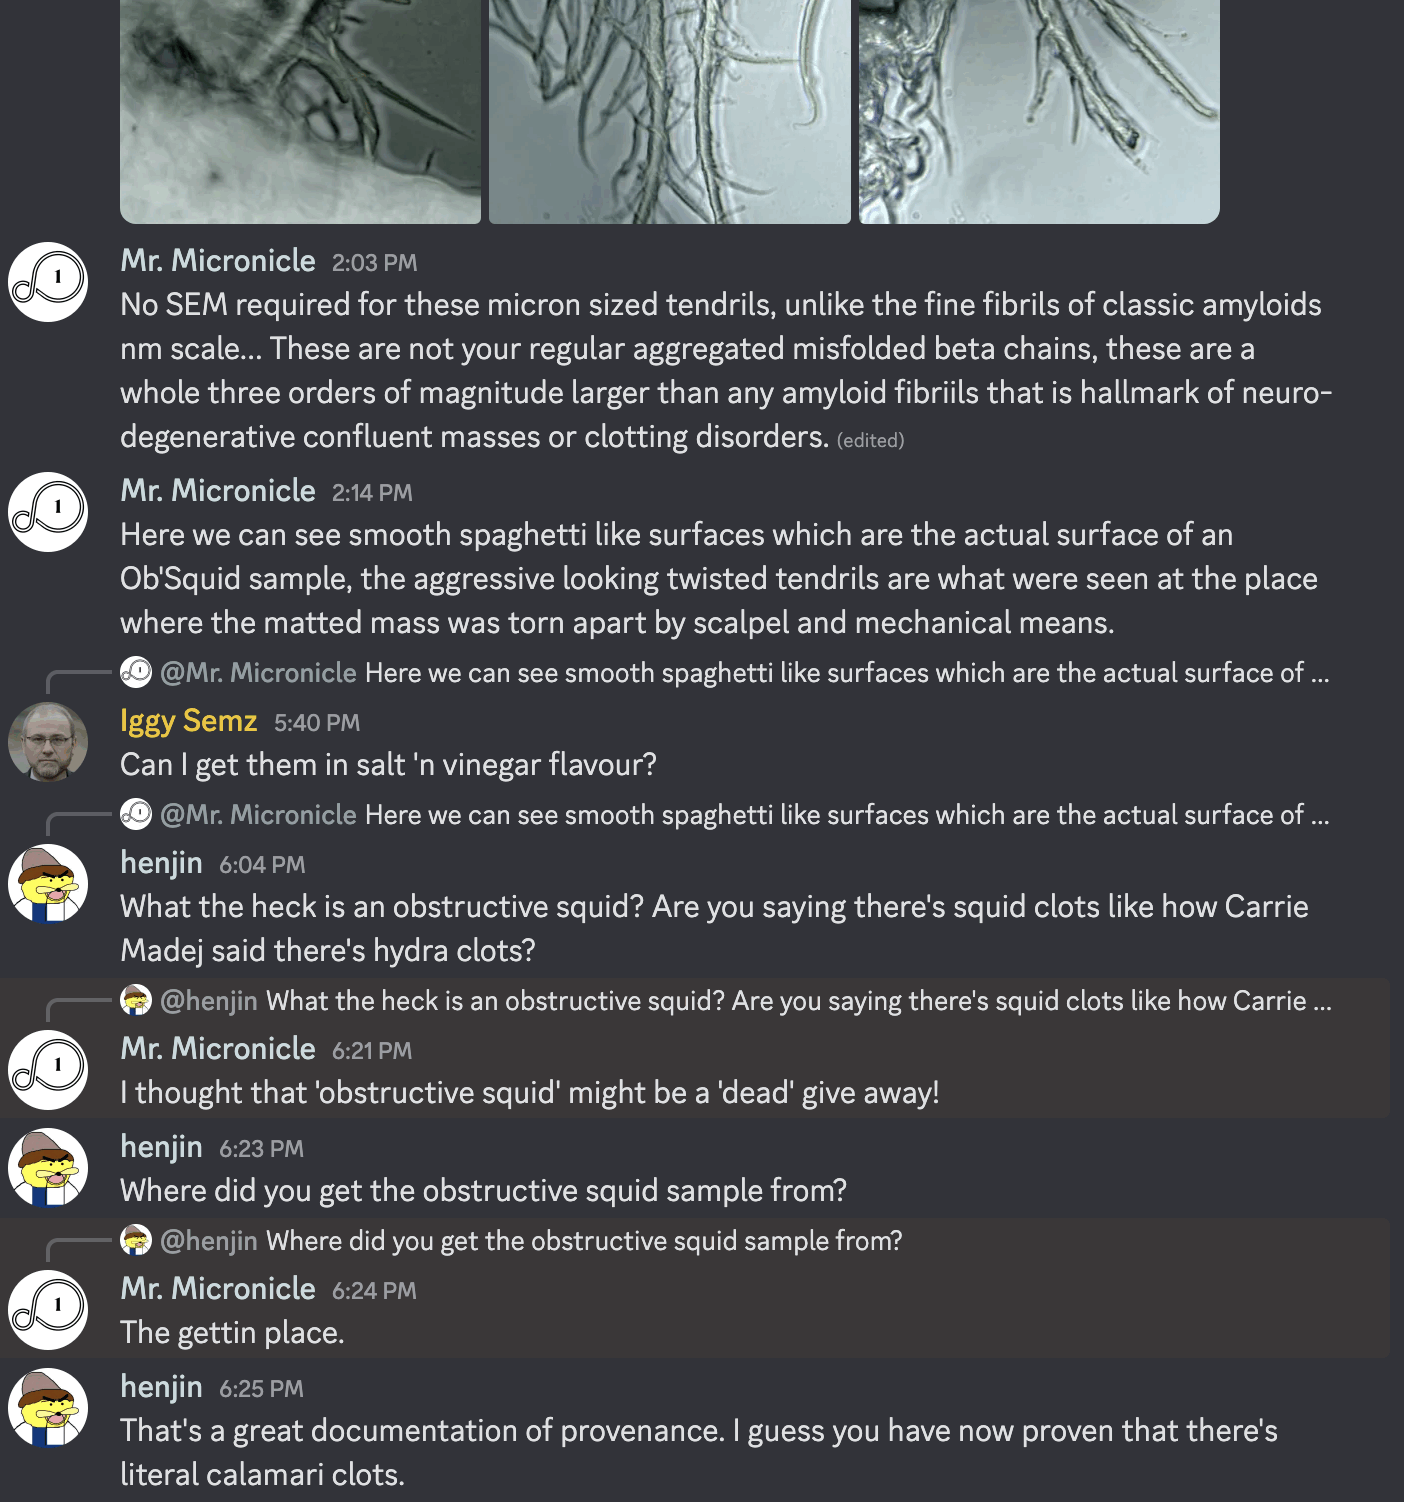 Mr. Micronicle 2:03 PM
No SEM required for these micron sized tendrils, unlike the fine fibrils of classic amyloids
nm scale... These are not your regular aggregated misfolded beta chains, these are a
whole three orders of magnitude larger than any amyloid fibriils that is hallmark of neuro-
degenerative confluent masses or clotting disorders. (edited)
1
Mr. Micronicle 2:14 PM
Here we can see smooth spaghetti like surfaces which are the actual surface of an
Ob'Squid sample, the aggressive looking twisted tendrils are what were seen at the place
where the matted mass was torn apart by scalpel and mechanical means.
1
@Mr. Micronicle Here we can see smooth spaghetti like surfaces which are the actual surface of ...
Iggy Semz 5:40 PM
Can I get them in salt 'n vinegar flavour?
@Mr. Micronicle Here we can see smooth spaghetti like surfaces which are the actual surface of ...
henjin 6:04 PM
What the heck is an obstructive squid? Are you saying there's squid clots like how Carrie
Madej said there's hydra clots?
@henjin What the heck is an obstructive squid? Are you saying there's squid clots like how Carrie ...
Mr. Micronicle 6:21 PM
1
I thought that 'obstructive squid' might be a 'dead' give away!
henjin 6:23 PM
Where did you get the obstructive squid sample from?
@henjin Where did you get the obstructive squid sample from?
Mr. Micronicle 6:24 PM
1
The gettin place.
henjin 6:25 PM
That's a great documentation of provenance. I guess you have now proven that there's
literal calamari clots.